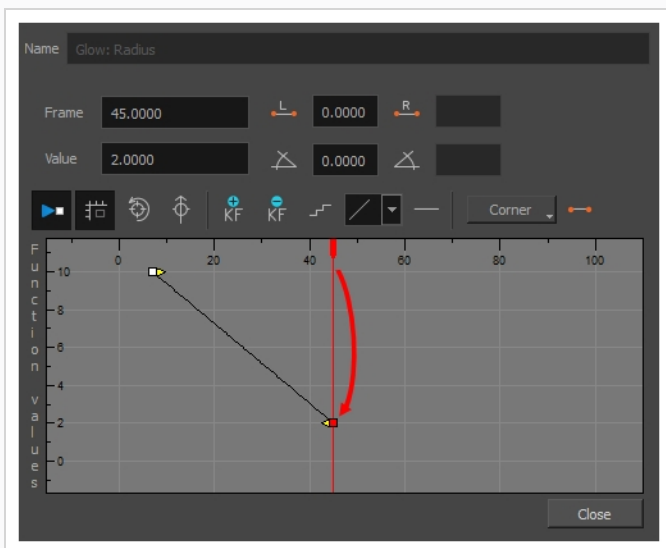 Name Glow: Radius
Frame 45.0000 L 0.0000 R
Value 2.0000 0.0000
KF KF Corner
Function values
0 20 40 60 80 100
10
8
6
4
2
0
Close